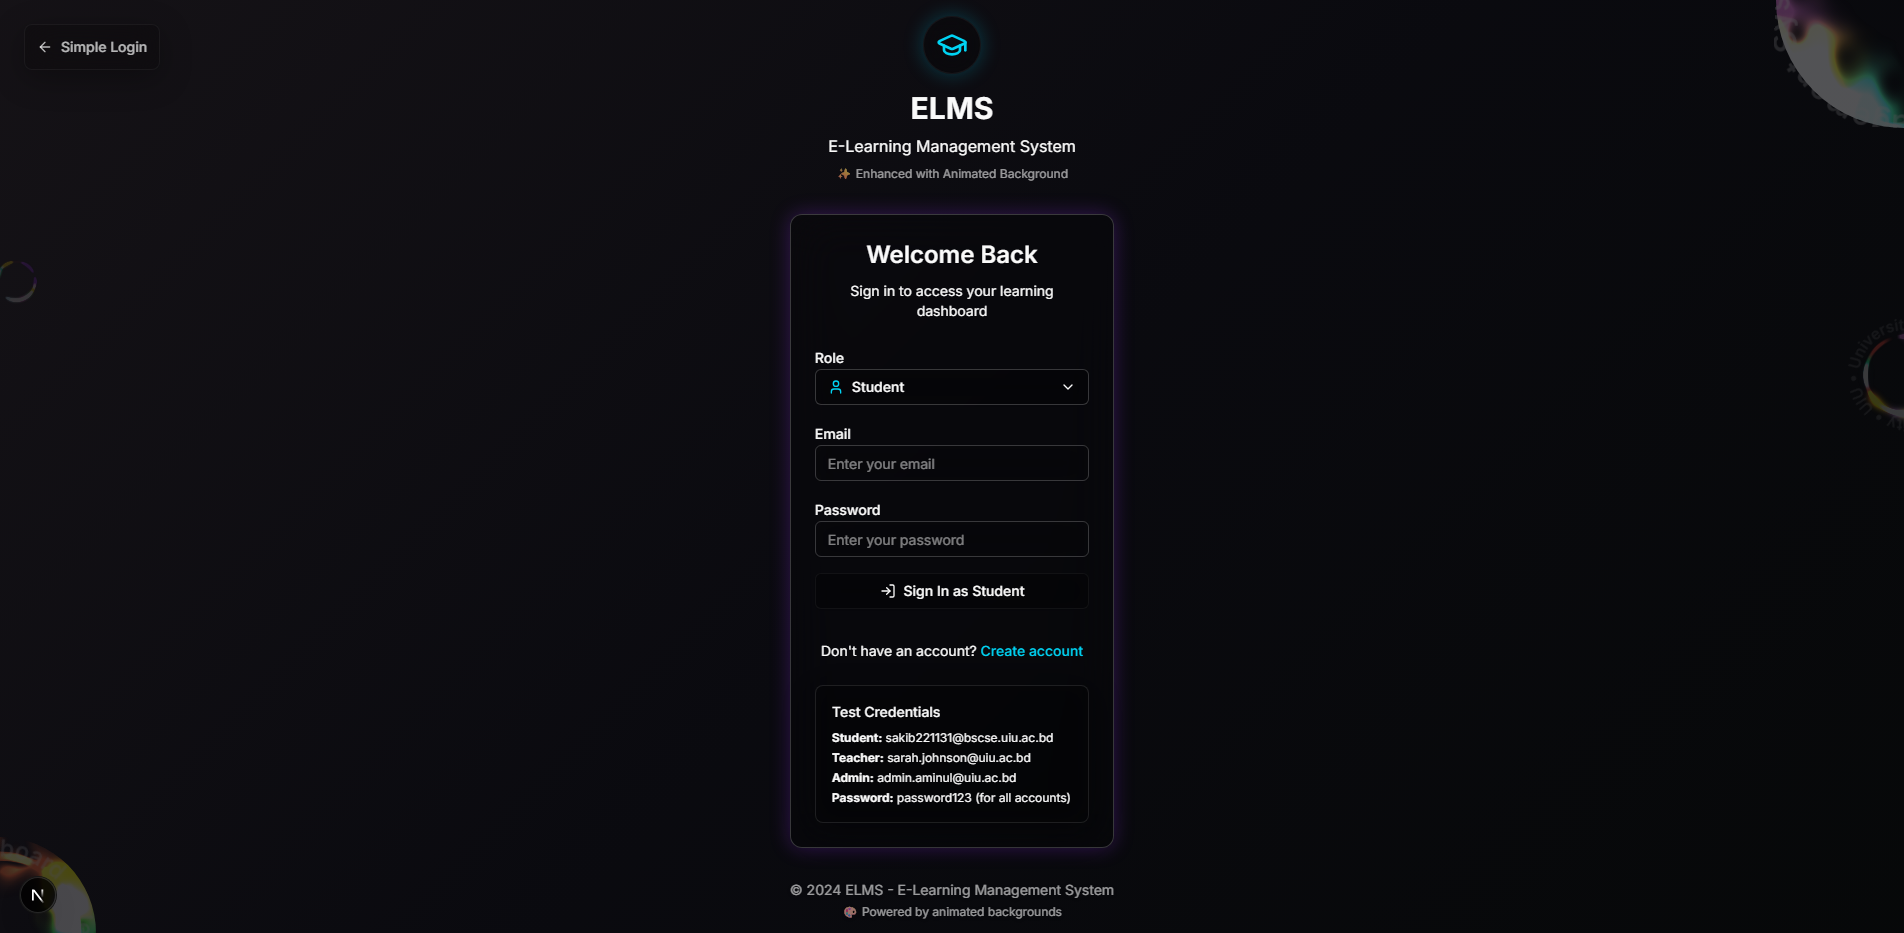 Simple Login
ELMS
E-Learning Management System
✨ Enhanced with Animated Background
Welcome Back
Sign in to access your learning
dashboard
Role
Student
Email
Enter your email
Password
Enter your password
Sign In as Student
Don't have an account? Create account
Test Credentials
Student: sakib221131@bscse.uiu.ac.bd
Teacher: sarah.johnson@uiu.ac.bd
Admin: admin.aminul@uiu.ac.bd
Password: password123 (for all accounts)
© 2024 ELMS - E-Learning Management System
🎨 Powered by animated backgrounds
N
UIU • Universit